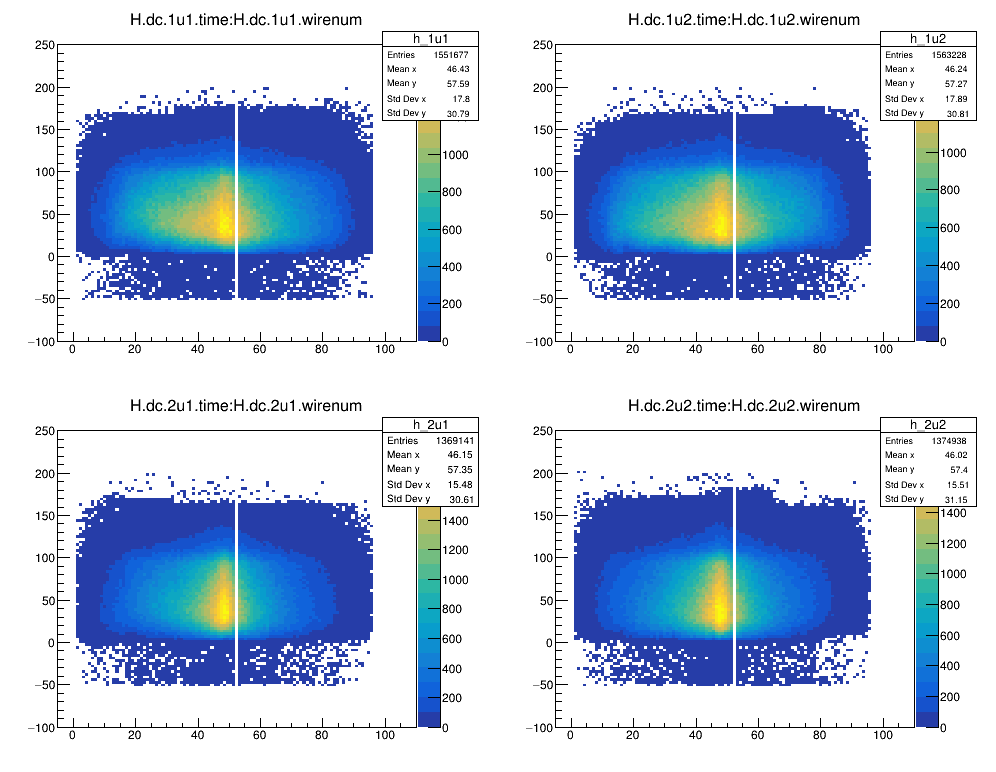 H.dc.1u1.time:H.dc.1u1.wirenum
h_1u1
Entries 1551677
Mean x 46.43
Mean y 57.59
Std Dev x 17.8
Std Dev y 30.79
250
200
150
100
50
0
−50
−100
0 20 40 60 80 100
1000
800
600
400
200
0
H.dc.1u2.time:H.dc.1u2.wirenum
h_1u2
Entries 1563228
Mean x 46.24
Mean y 57.27
Std Dev x 17.89
Std Dev y 30.81
250
200
150
100
50
0
−50
−100
0 20 40 60 80 100
1000
800
600
400
200
0
H.dc.2u1.time:H.dc.2u1.wirenum
h_2u1
Entries 1369141
Mean x 46.15
Mean y 57.35
Std Dev x 15.48
Std Dev y 30.61
250
200
150
100
50
0
−50
−100
0 20 40 60 80 100
1400
1200
1000
800
600
400
200
0
H.dc.2u2.time:H.dc.2u2.wirenum
h_2u2
Entries 1374938
Mean x 46.02
Mean y 57.4
Std Dev x 15.51
Std Dev y 31.15
250
200
150
100
50
0
−50
−100
0 20 40 60 80 100
1400
1200
1000
800
600
400
200
0